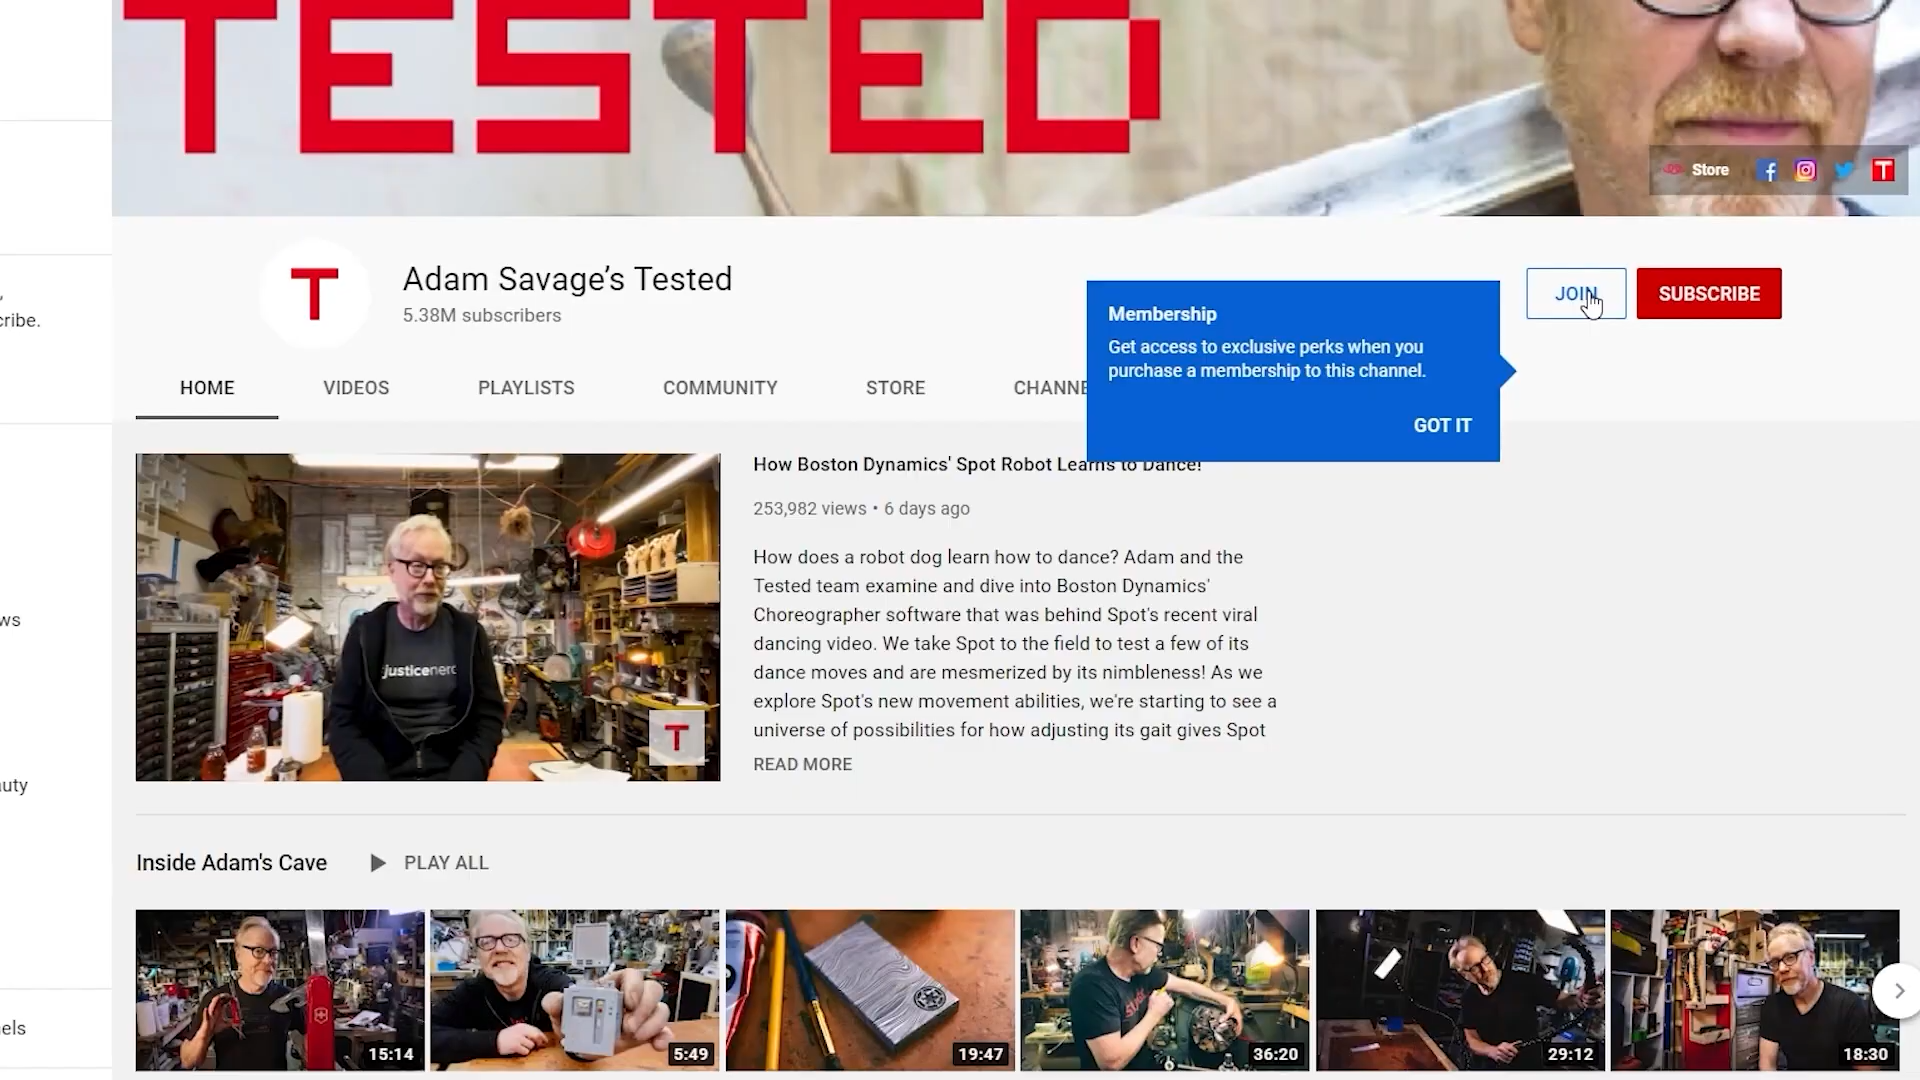 TESTED
Store
T
cribe.
T
Adam Savage’s Tested
5.38M subscribers
JOIN
SUBSCRIBE
Membership
Get access to exclusive perks when you
purchase a membership to this channel.
GOT IT
HOME VIDEOS PLAYLISTS COMMUNITY STORE CHANNE
How Boston Dynamics' Spot Robot Learns to Dance!
253,982 views • 6 days ago
How does a robot dog learn how to dance? Adam and the
Tested team examine and dive into Boston Dynamics'
Choreographer software that was behind Spot's recent viral
dancing video. We take Spot to the field to test a few of its
dance moves and are mesmerized by its nimbleness! As we
explore Spot's new movement abilities, we're starting to see a
universe of possibilities for how adjusting its gait gives Spot
READ MORE
justicenerd
T
ws
uty
Inside Adam's Cave
PLAY ALL
els
15:14
5:49
19:47
36:20
29:12
18:30